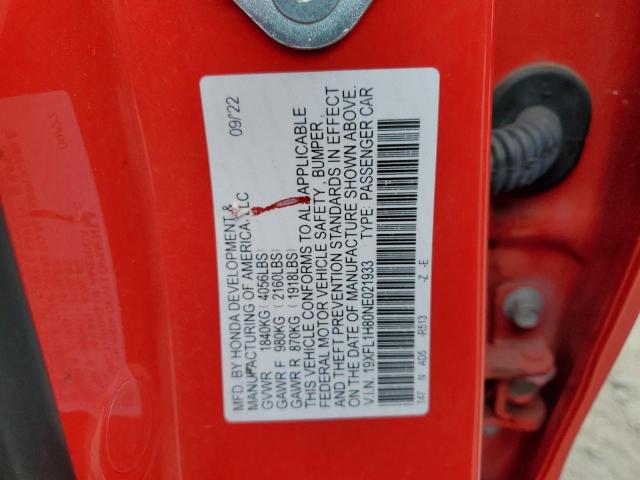 MFD. BY HONDA DEVELOPMENT &
MANUFACTURING OF AMERICA, LLC 09/'22
GVWR 1840KG ( 4056LBS )
GAWR F 980KG ( 2160LBS )
GAWR R 870KG ( 1918LBS )
THIS VEHICLE CONFORMS TO ALL APPLICABLE
FEDERAL MOTOR VEHICLE SAFETY, BUMPER,
AND THEFT PREVENTION STANDARDS IN EFFECT
ON THE DATE OF MANUFACTURE SHOWN ABOVE.
V.I.N. 19XFL1H80NE021933 TYPE: PASSENGER CAR
N AD5 -R513 -Z -E